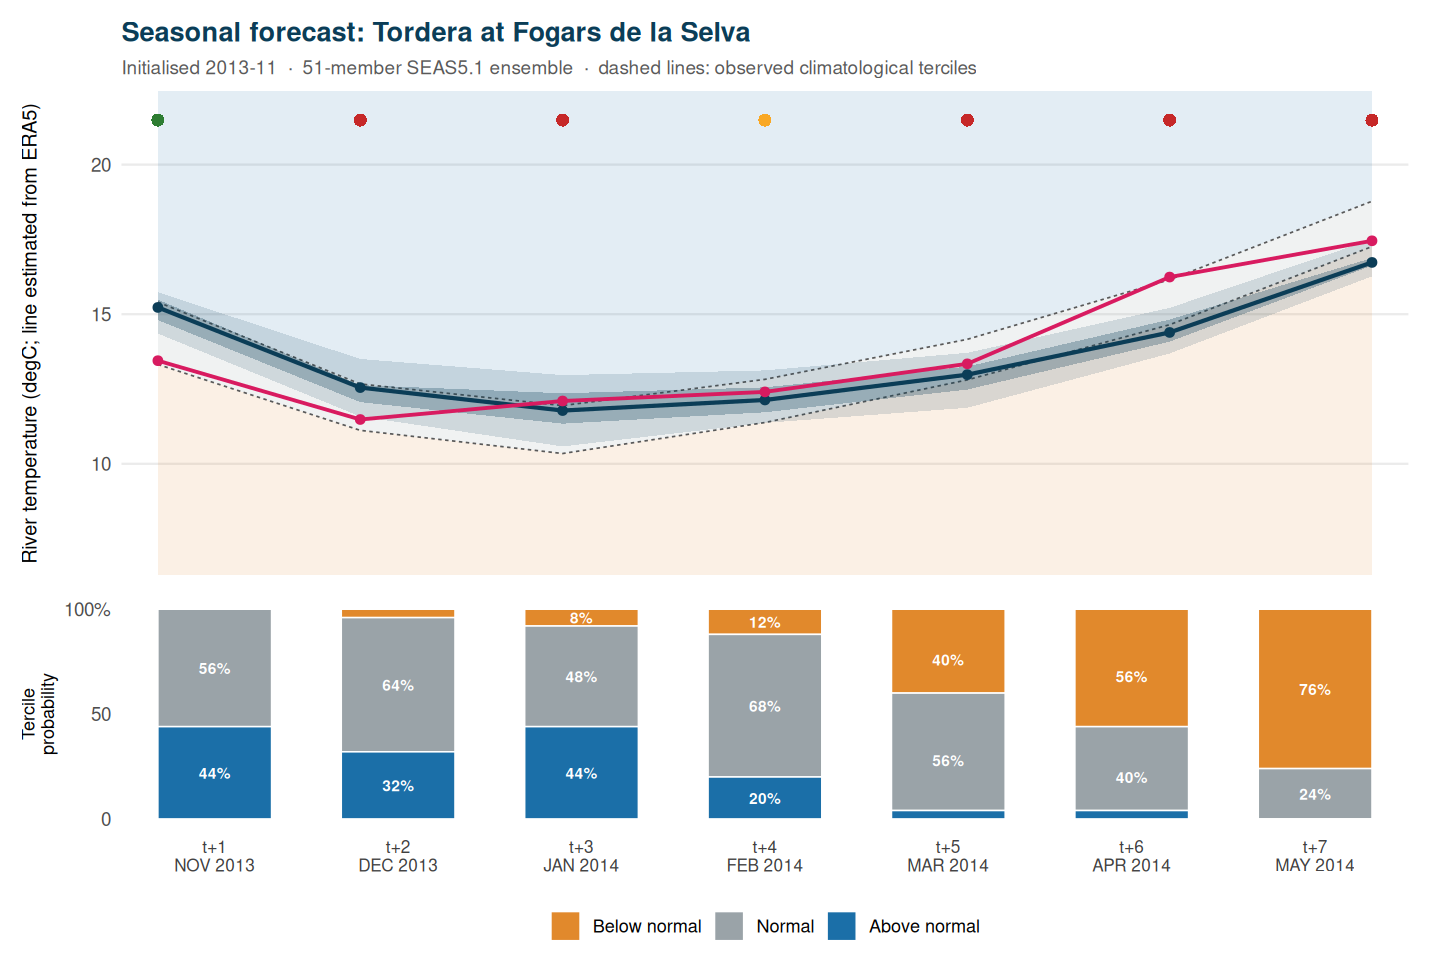 Seasonal forecast: Tordera at Fogars de la Selva
Initialised 2013-11 · 51-member SEAS5.1 ensemble · dashed lines: observed climatological terciles
River temperature (degC; line estimated from ERA5)
20
15
10
Tercile
probability
100%
50
0
56%
44%
64%
32%
8%
48%
44%
12%
68%
20%
40%
56%
56%
40%
76%
24%
t+1
NOV 2013
t+2
DEC 2013
t+3
JAN 2014
t+4
FEB 2014
t+5
MAR 2014
t+6
APR 2014
t+7
MAY 2014
Below normal
Normal
Above normal